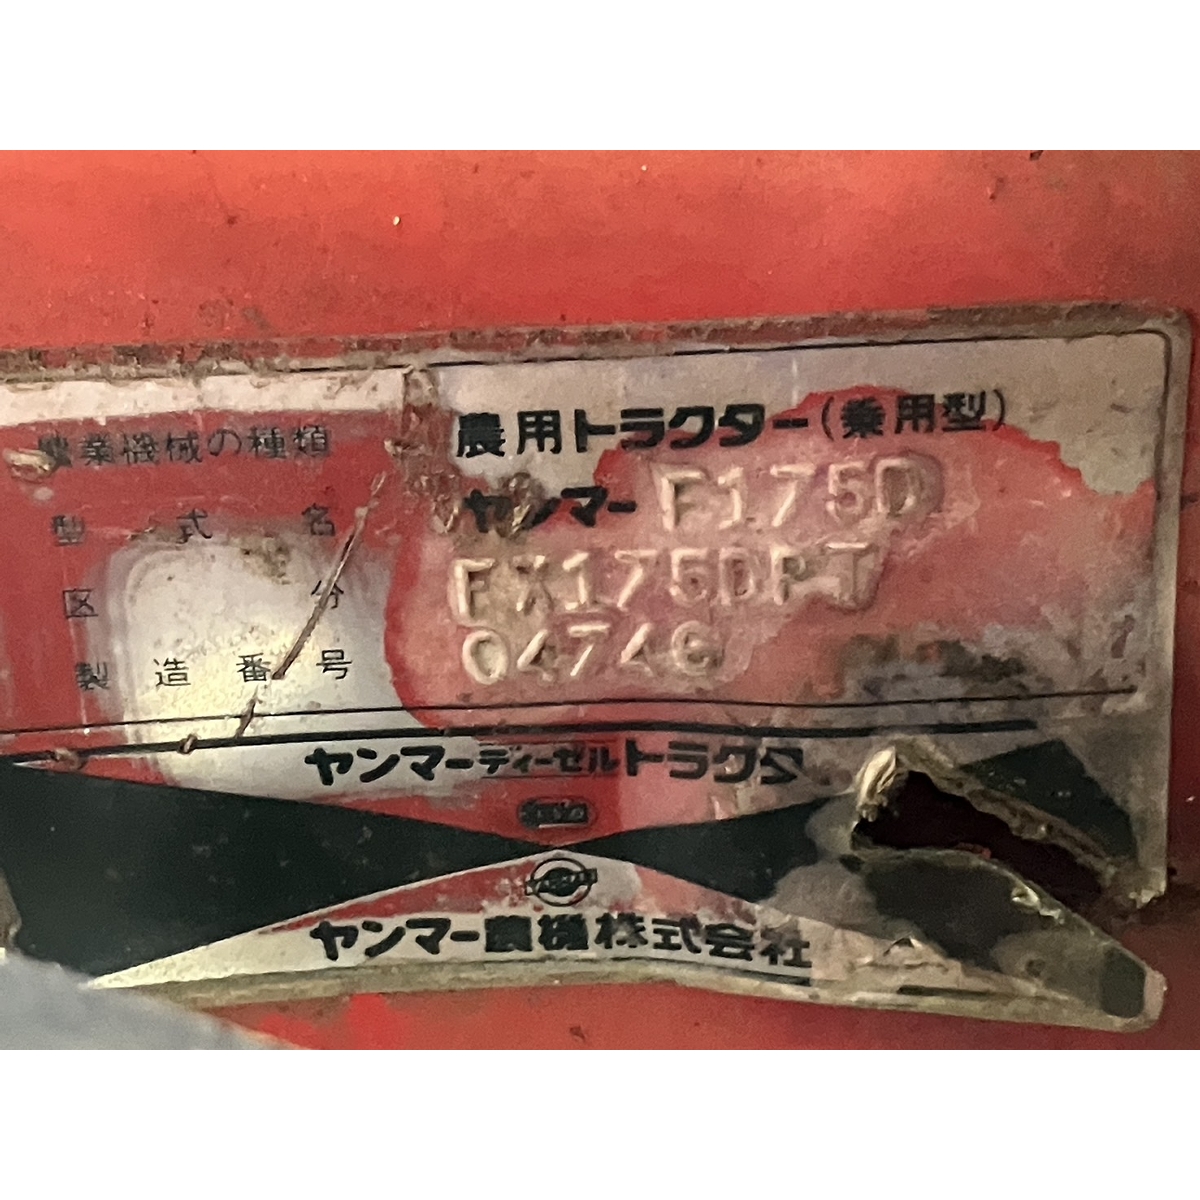 農業機械の種類 農用トラクター(乗用型)
型式名 ヤンマー F175D
区分 FX175DPT
製造番号
ヤンマーディーゼルトラクタ
ヤンマー農機株式会社